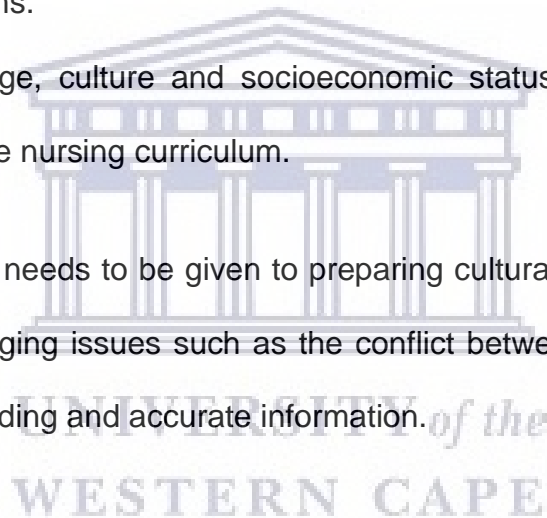 ns.
ge, culture and socioeconomic status
e nursing curriculum.
needs to be given to preparing cultura
ging issues such as the conflict betwe
ding and accurate information.
UNIVERSITY of the
WESTERN CAPE